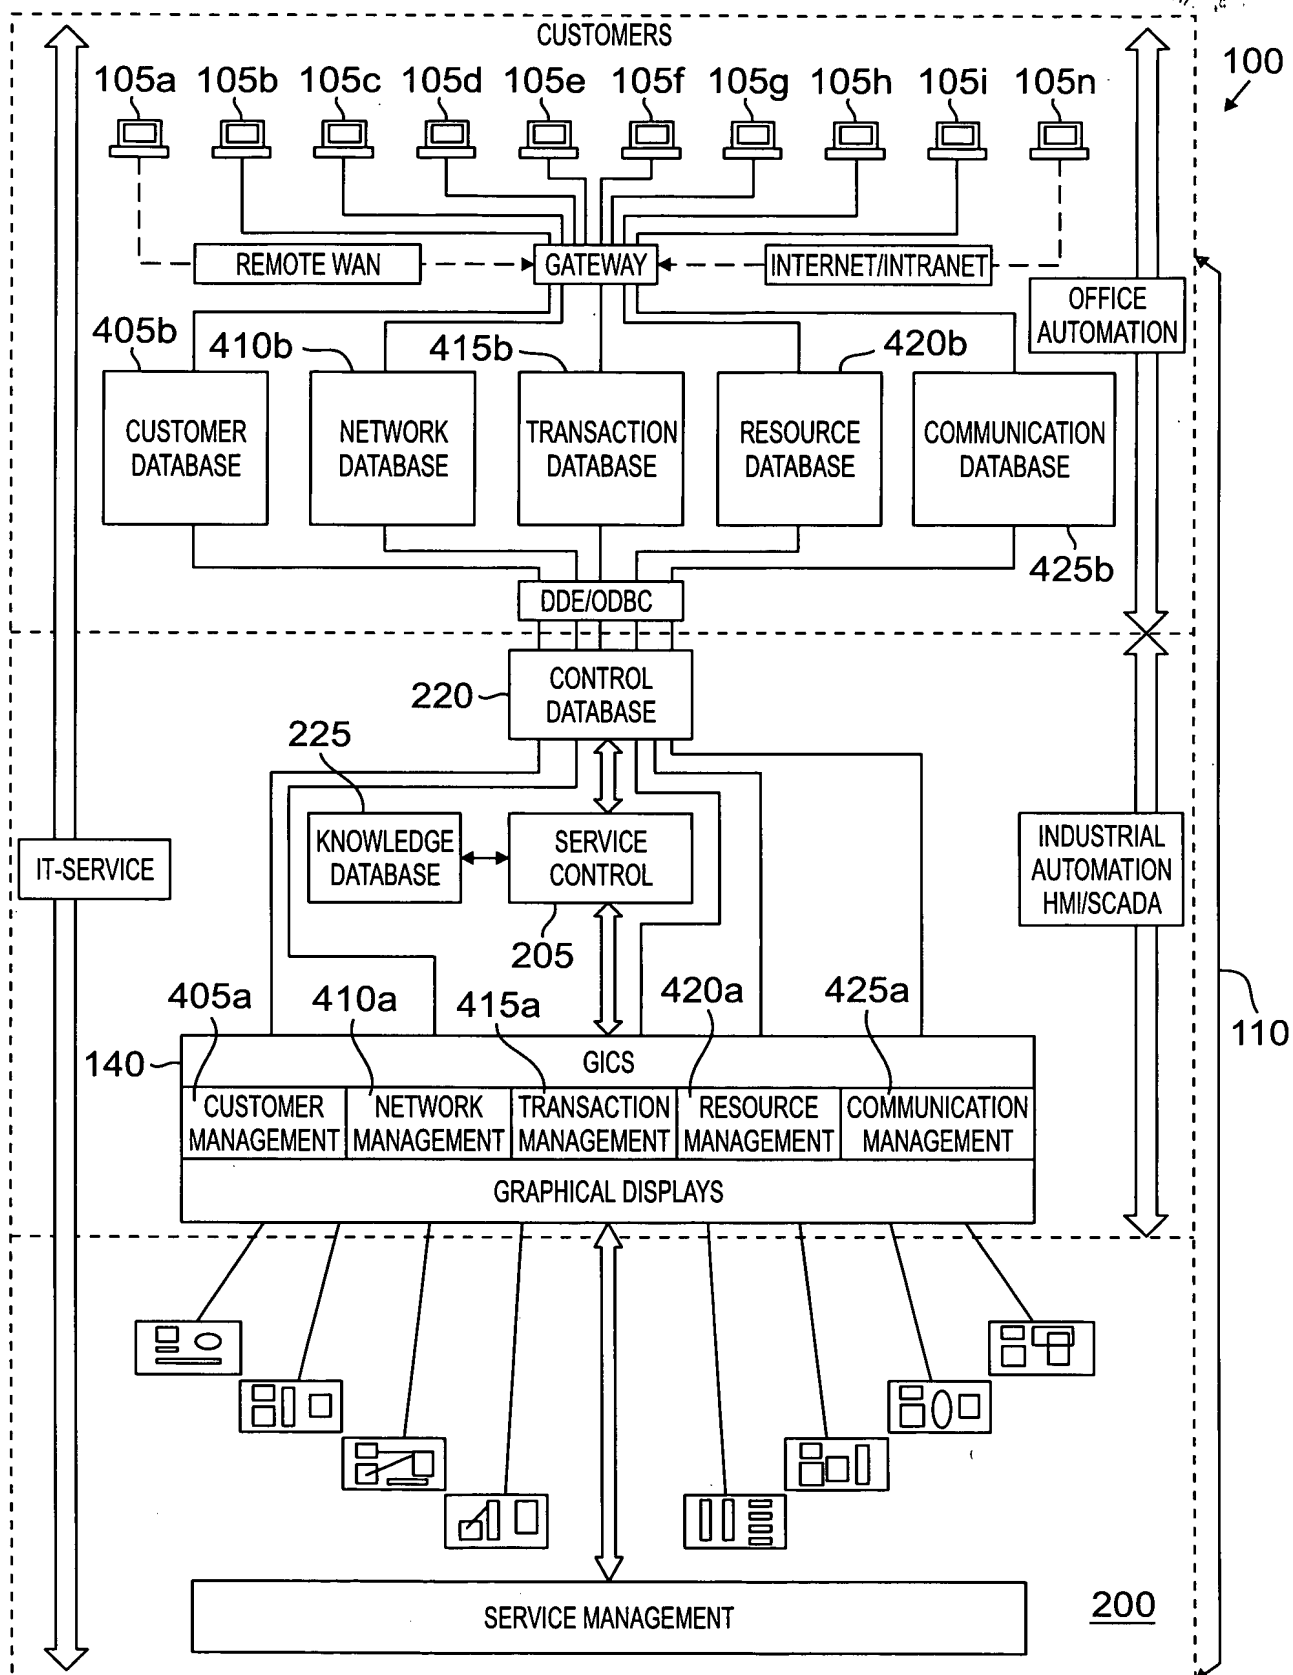 CUSTOMERS
100
105a 105b 105c 105d 105e 105f 105g 105h 105i 105n
REMOTE WAN
GATEWAY
INTERNET/INTRANET
OFFICE
AUTOMATION
405b
410b
415b
420b
CUSTOMER
DATABASE
NETWORK
DATABASE
TRANSACTION
DATABASE
RESOURCE
DATABASE
COMMUNICATION
DATABASE
425b
DDE/ODBC
220
CONTROL
DATABASE
225
KNOWLEDGE
DATABASE
SERVICE
CONTROL
205
IT-SERVICE
INDUSTRIAL
AUTOMATION
HMI/SCADA
110
405a
410a
415a
420a
425a
140
GICS
CUSTOMER
MANAGEMENT
NETWORK
MANAGEMENT
TRANSACTION
MANAGEMENT
RESOURCE
MANAGEMENT
COMMUNICATION
MANAGEMENT
GRAPHICAL DISPLAYS
SERVICE MANAGEMENT
200